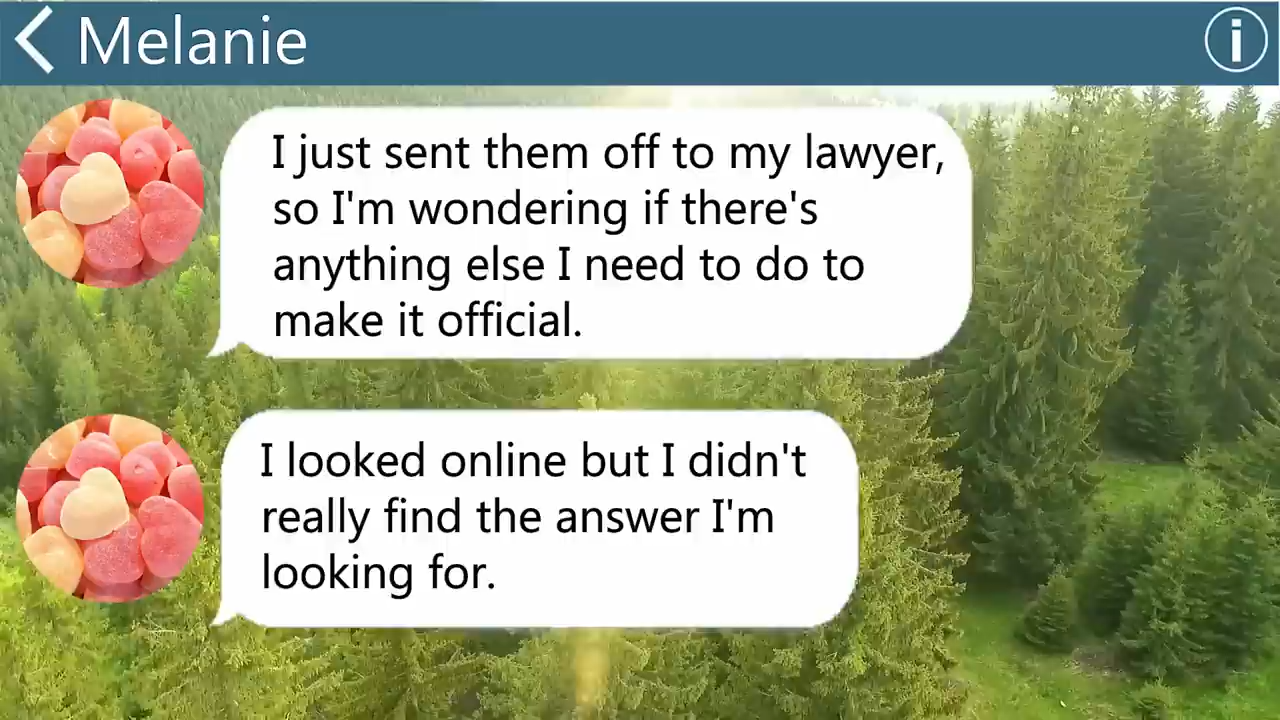 Melanie
I just sent them off to my lawyer,
so I'm wondering if there's
anything else I need to do to
make it official.
I looked online but I didn't
really find the answer I'm
looking for.